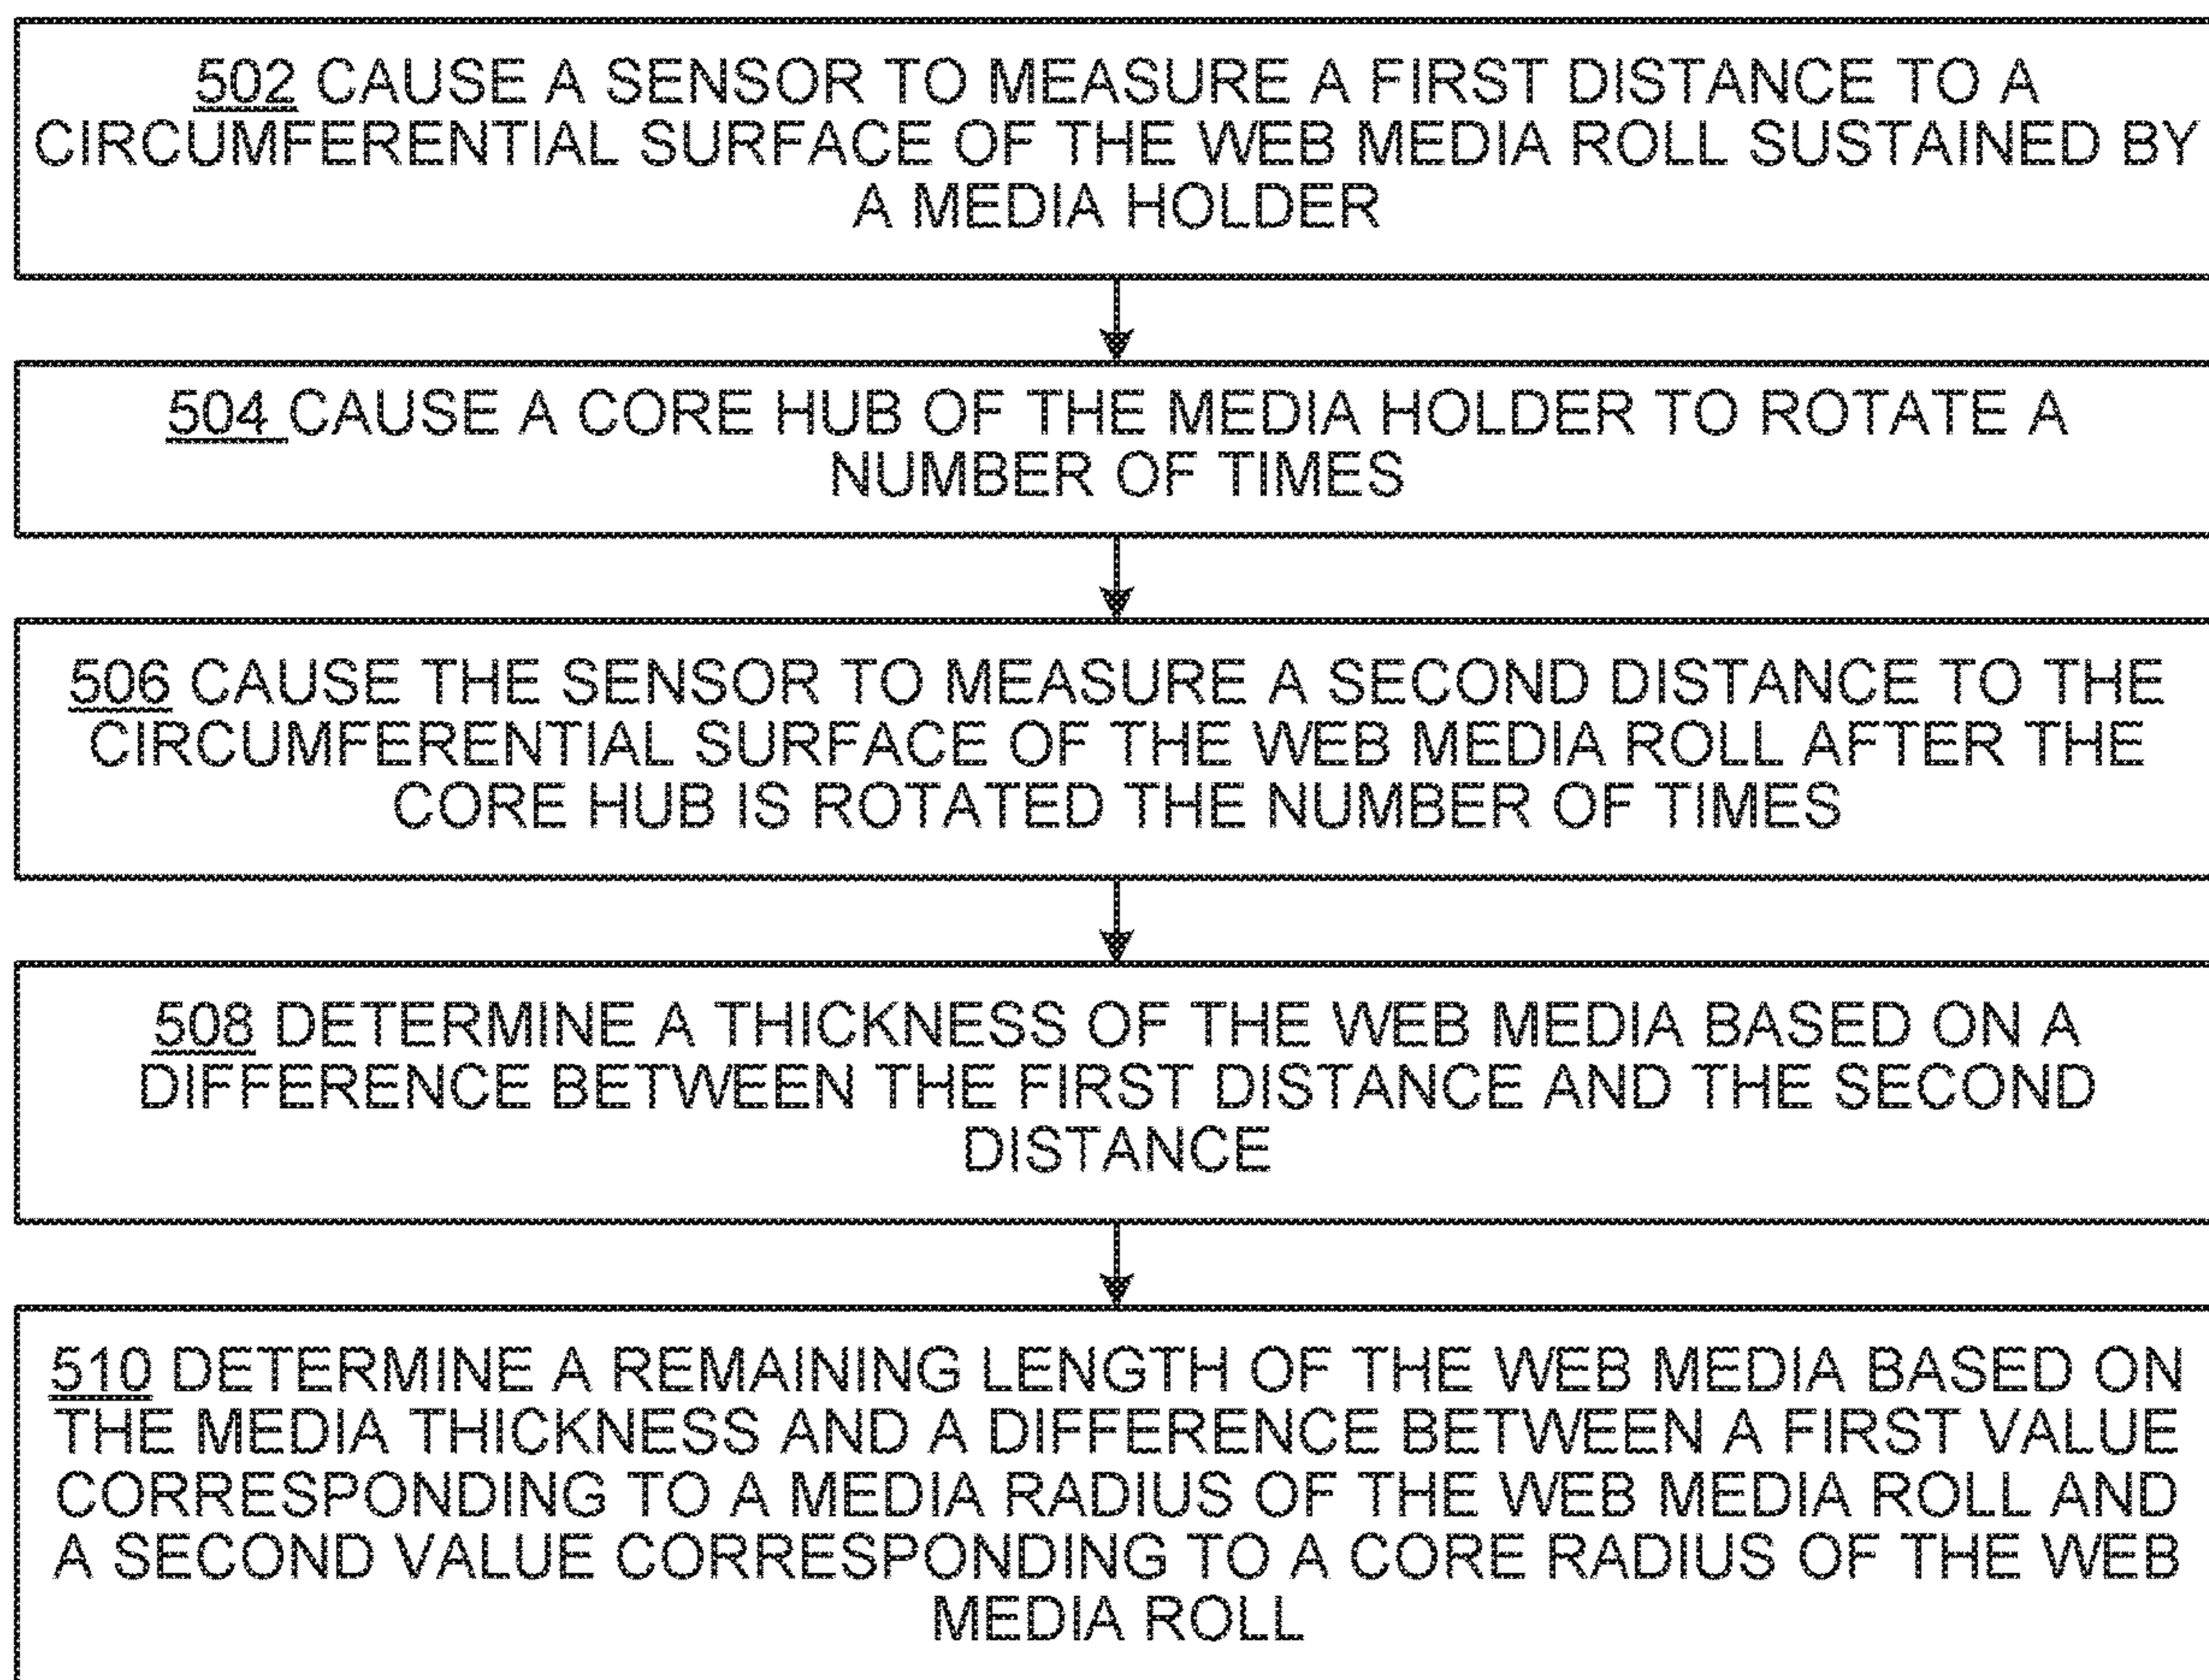 502 CAUSE A SENSOR TO MEASURE A FIRST DISTANCE TO A
CIRCUMFERENTIAL SURFACE OF THE WEB MEDIA ROLL SUSTAINED BY
A MEDIA HOLDER
504 CAUSE A CORE HUB OF THE MEDIA HOLDER TO ROTATE A
NUMBER OF TIMES
506 CAUSE THE SENSOR TO MEASURE A SECOND DISTANCE TO THE
CIRCUMFERENTIAL SURFACE OF THE WEB MEDIA ROLL AFTER THE
CORE HUB IS ROTATED THE NUMBER OF TIMES
508 DETERMINE A THICKNESS OF THE WEB MEDIA BASED ON A
DIFFERENCE BETWEEN THE FIRST DISTANCE AND THE SECOND
DISTANCE
510 DETERMINE A REMAINING LENGTH OF THE WEB MEDIA BASED ON
THE MEDIA THICKNESS AND A DIFFERENCE BETWEEN A FIRST VALUE
CORRESPONDING TO A MEDIA RADIUS OF THE WEB MEDIA ROLL AND
A SECOND VALUE CORRESPONDING TO A CORE RADIUS OF THE WEB
MEDIA ROLL